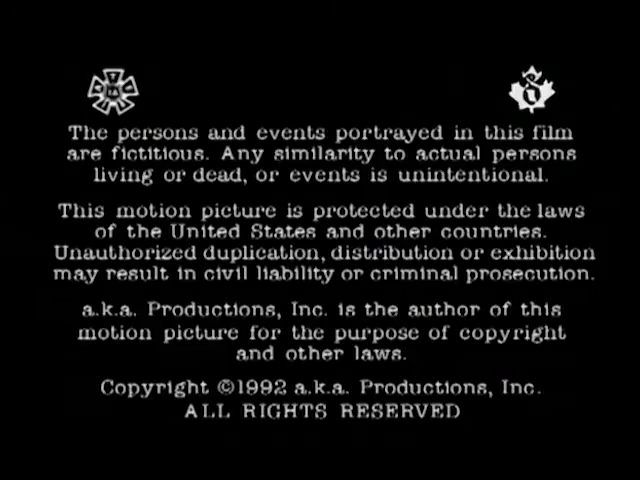 The persons and events portrayed in this film
are fictitious. Any similarity to actual persons
living or dead, or events is unintentional.
This motion picture is protected under the laws
of the United States and other countries.
Unauthorized duplication, distribution or exhibition
may result in civil liability or criminal prosecution.
a.k.a. Productions, Inc. is the author of this
motion picture for the purpose of copyright
and other laws.
Copyright ©1992 a.k.a. Productions, Inc.
ALL RIGHTS RESERVED